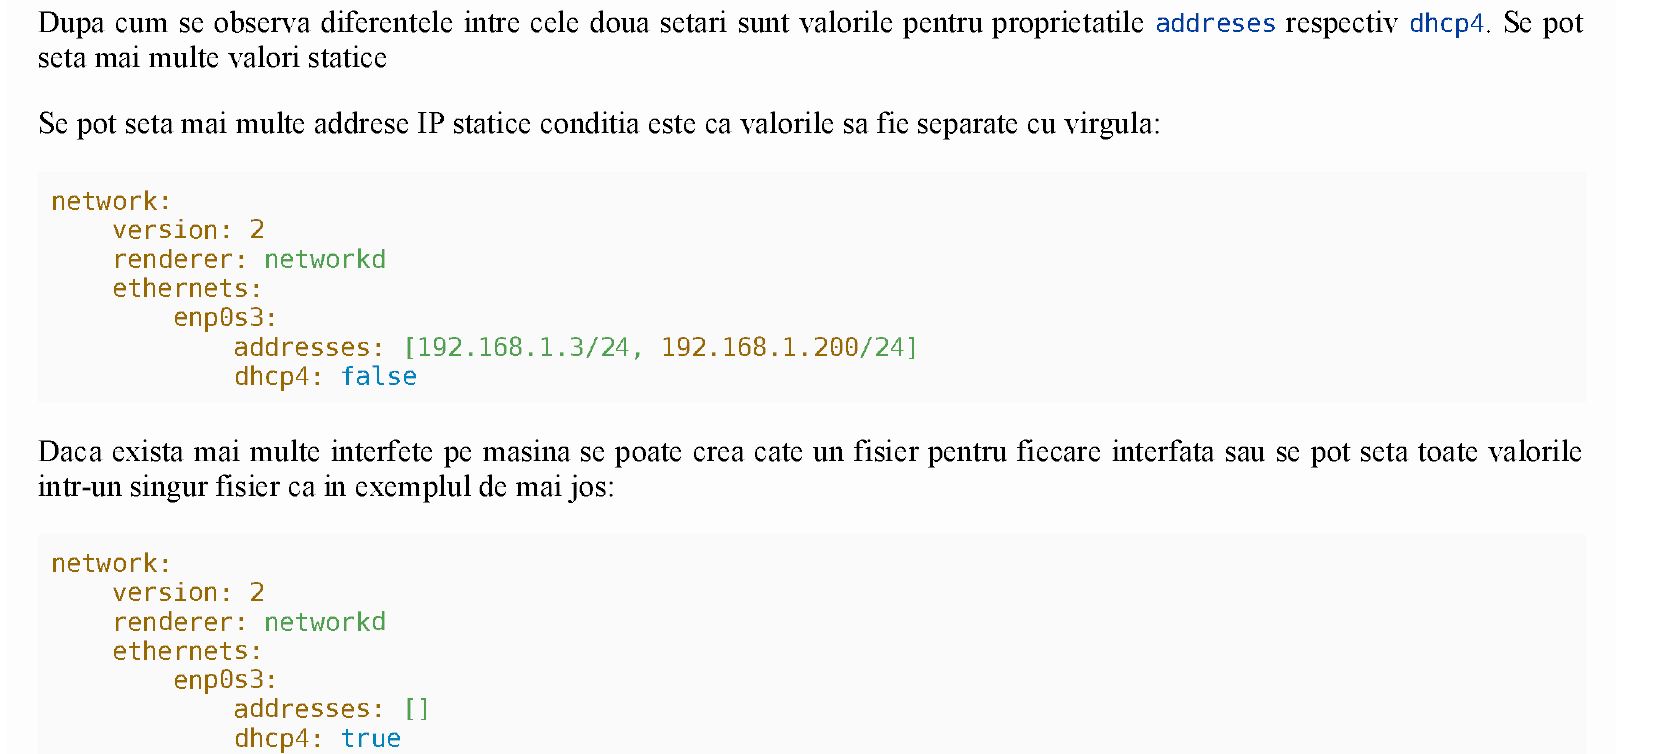 Dupa cum se observa diferentele intre cele doua setari sunt valorile pentru proprietatile addreses respectiv dhcp4. Se pot
seta mai multe valori statice
Se pot seta mai multe addrese IP statice conditia este ca valorile sa fie separate cu virgula:
network:
    version: 2
    renderer: networkd
    ethernets:
        enp0s3:
            addresses: [192.168.1.3/24, 192.168.1.200/24]
            dhcp4: false
Daca exista mai multe interfete pe masina se poate crea cate un fisier pentru fiecare interfata sau se pot seta toate valorile
intr-un singur fisier ca in exemplul de mai jos:
network:
    version: 2
    renderer: networkd
    ethernets:
        enp0s3:
            addresses: []
            dhcp4: true